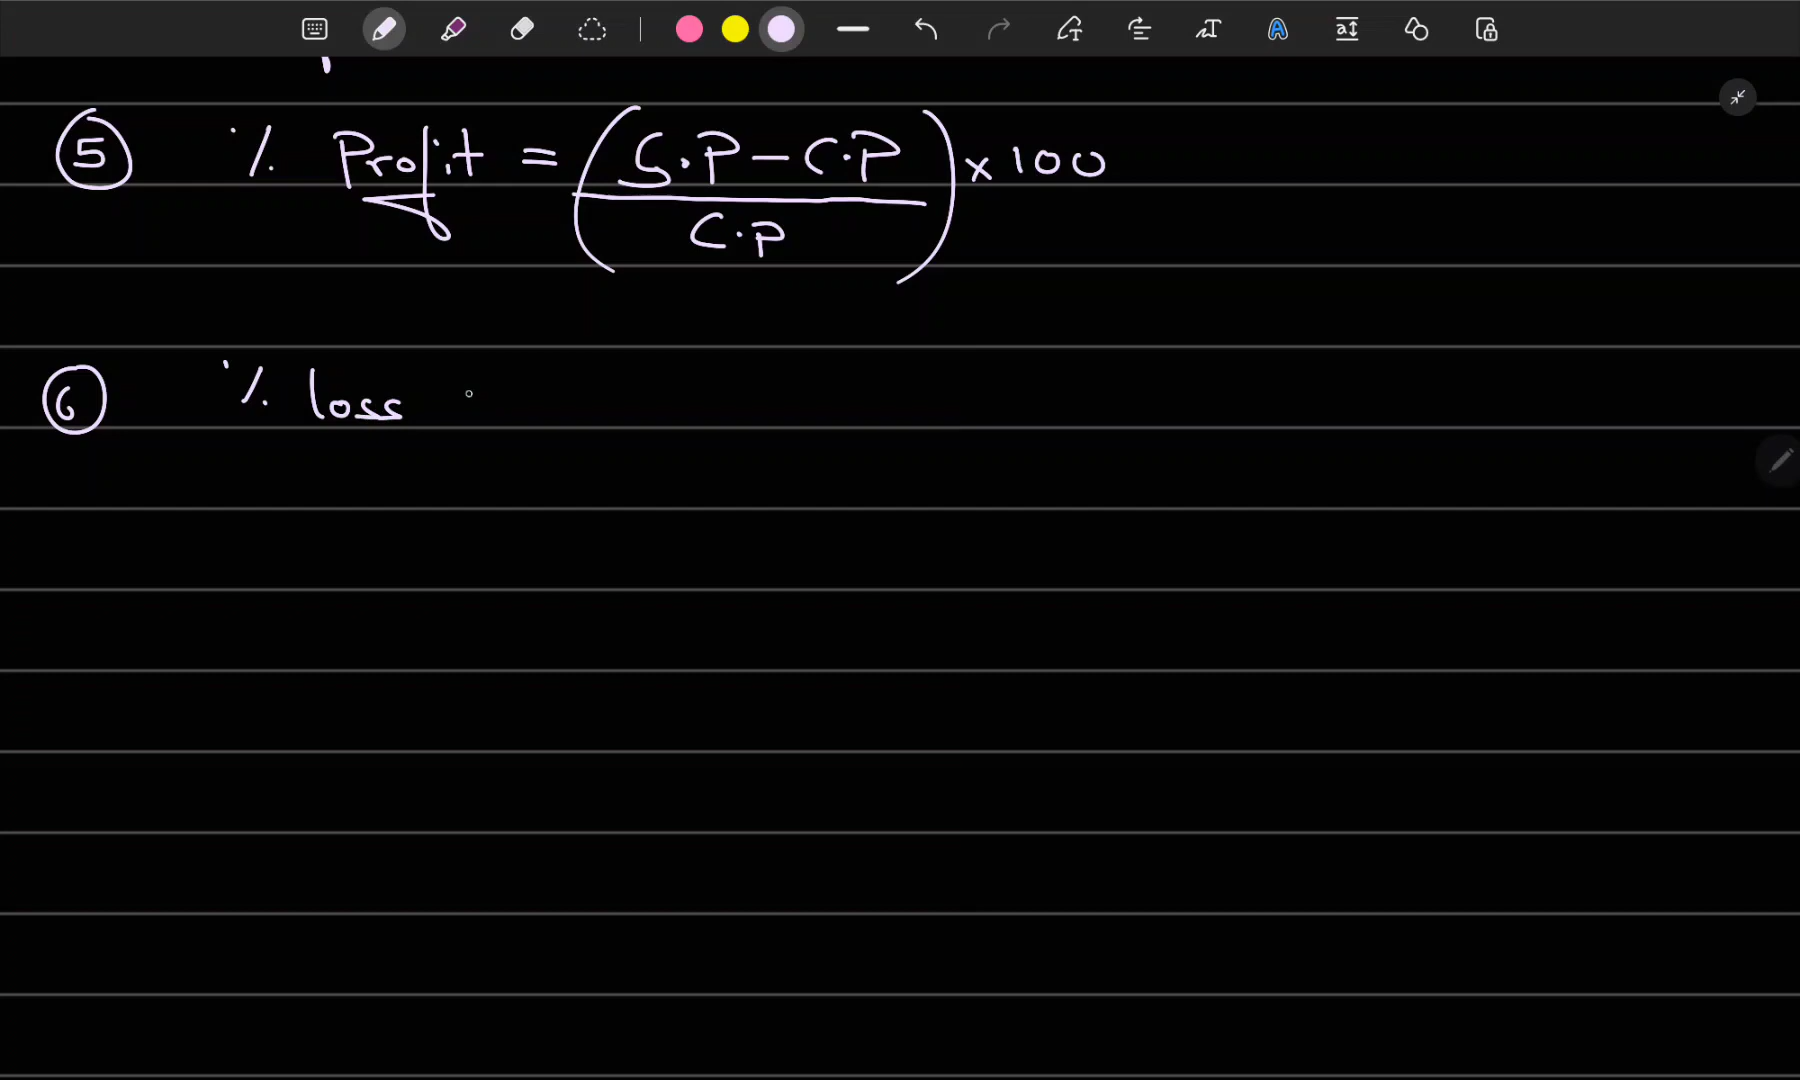 ⑤ % Profit = (S.P - C.P / C.P) × 100
⑥ % loss